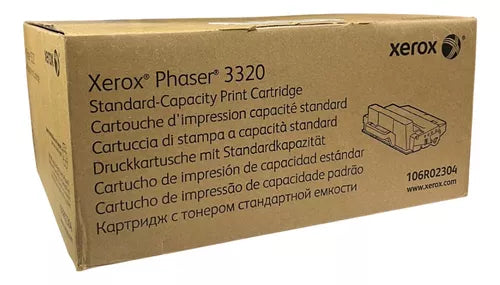 xerox
Xerox® Phaser® 3320
Standard-Capacity Print Cartridge
Cartouche d'impression capacité standard
Cartuccia di stampa a capacità standard
Druckkartusche mit Standardkapazität
Cartucho de impresión de capacidad estándar
Cartucho de impressão de capacidade padrão
Картридж с тонером стандартной емкости
106R02304
www.xerox.com